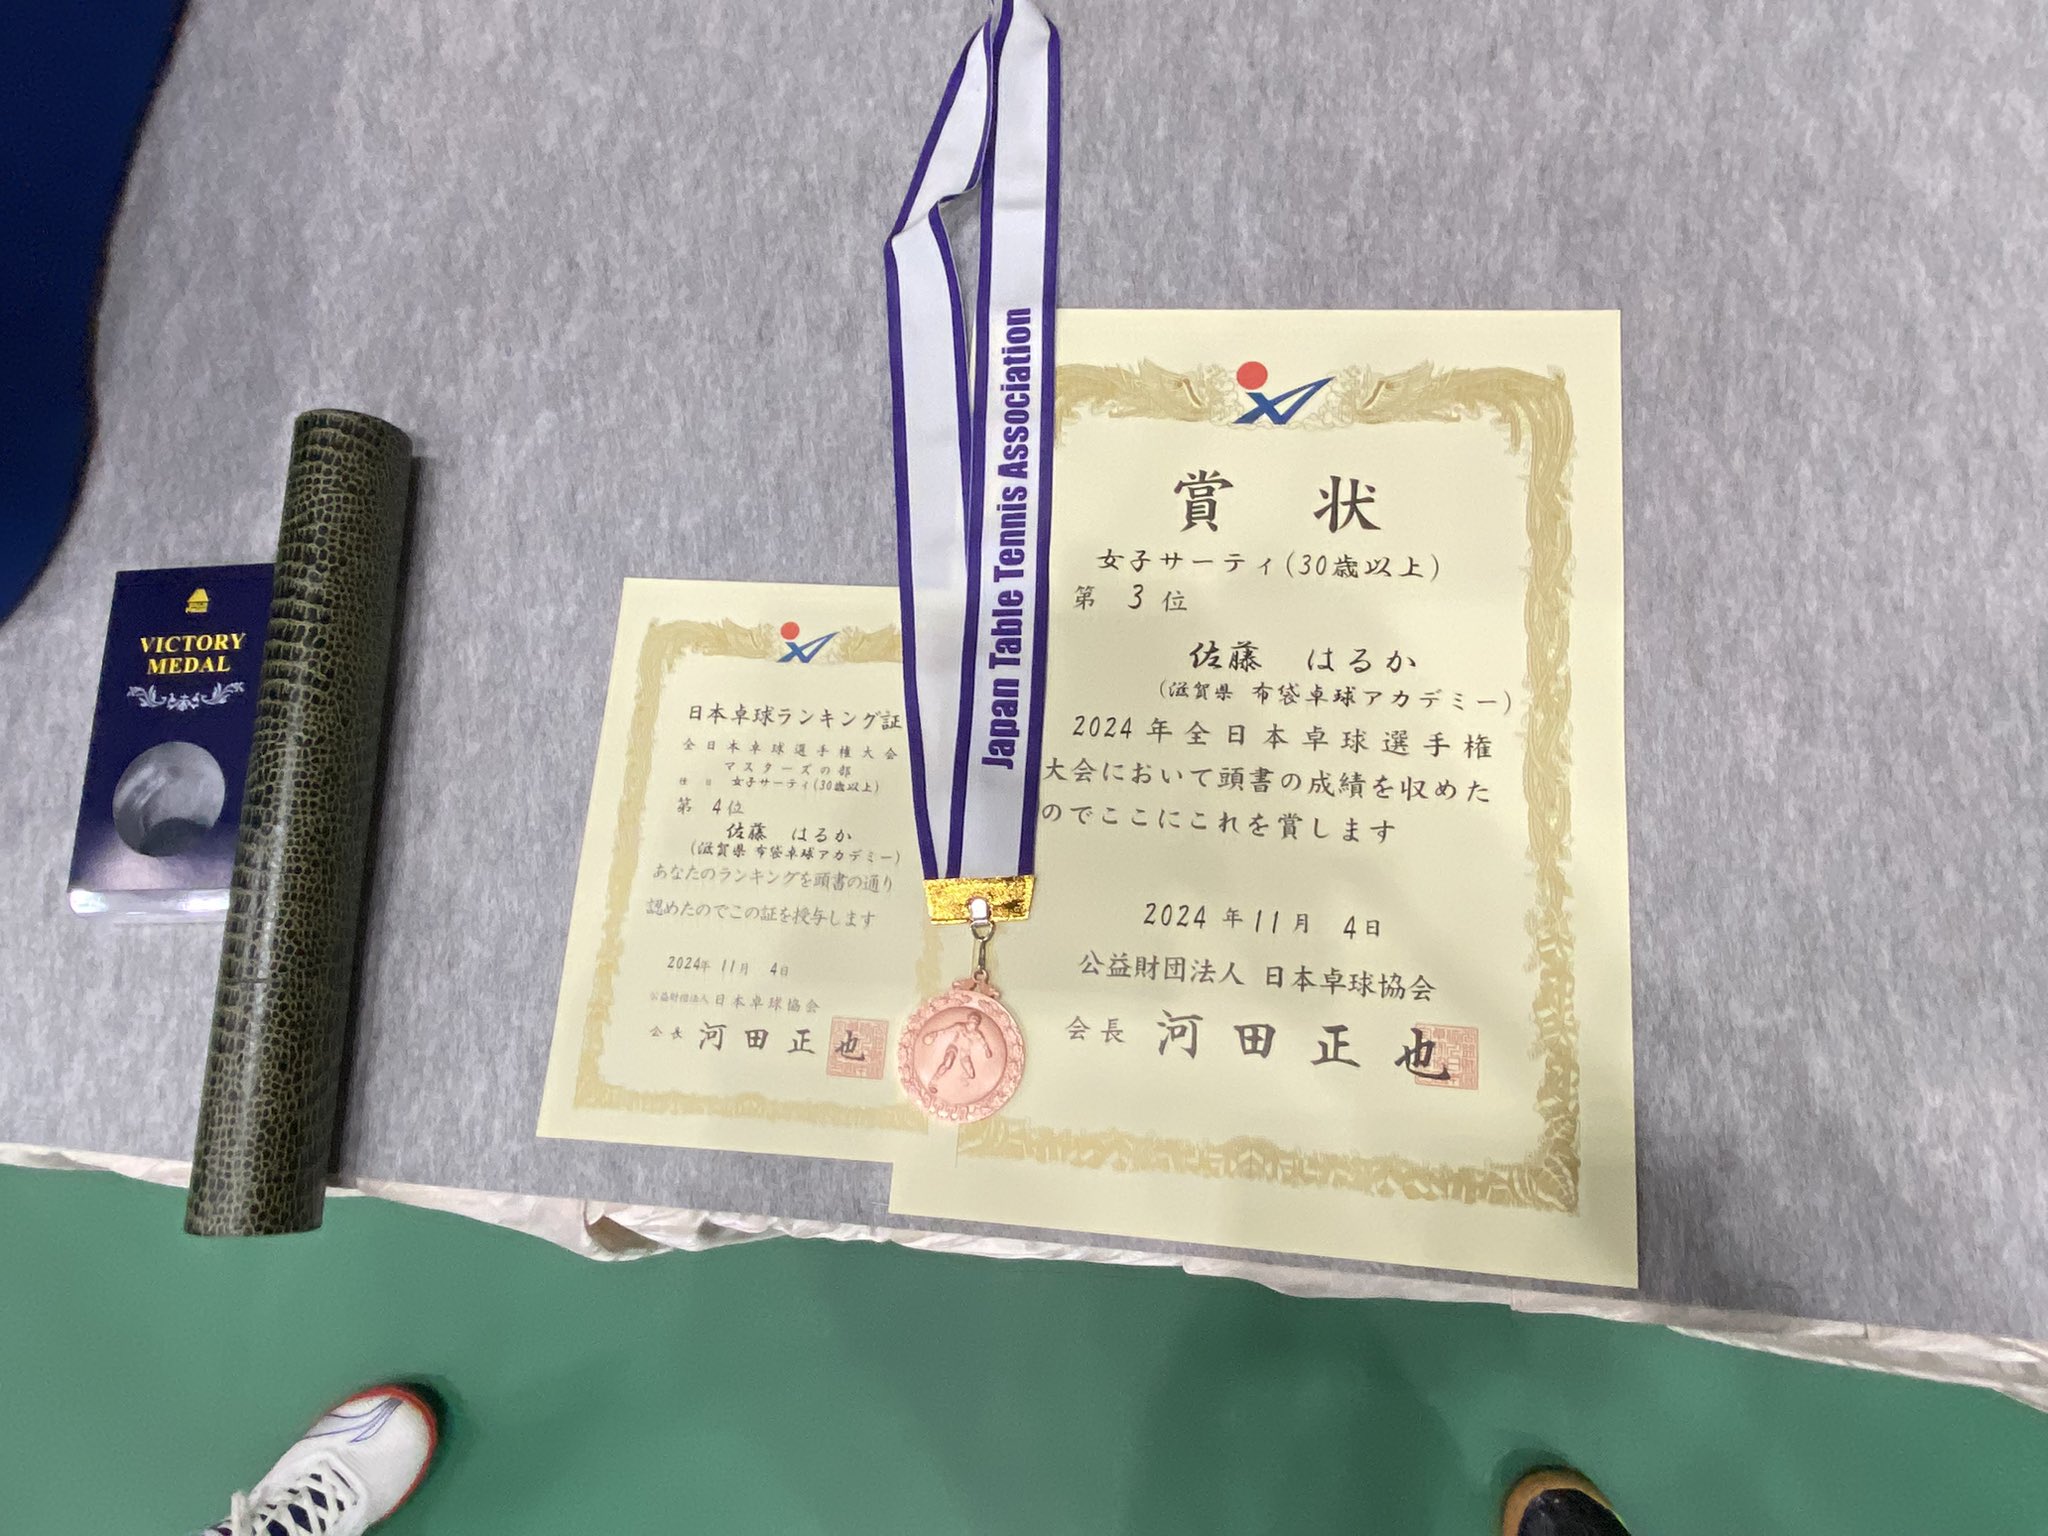 VICTORY
MEDAL
日本卓球ランキング証
全日本卓球選手権大会
マスターズの部
種目 女子サーティ(30歳以上)
第 4位
佐藤 はるか
(滋賀県 布袋卓球アカデミー)
あなたのランキングを頭書の通り
認めたのでこの証を授与します
2024年 11月 4日
公益財団法人 日本卓球協会
会長 河田正也
Japan Table Tennis Association
賞 状
女子サーティ(30歳以上)
第 3 位
佐藤 はるか
(滋賀県 布袋卓球アカデミー)
2024年全日本卓球選手権
大会において頭書の成績を収めた
のでここにこれを賞します
2024年11月 4日
公益財団法人 日本卓球協会
会長 河田正也